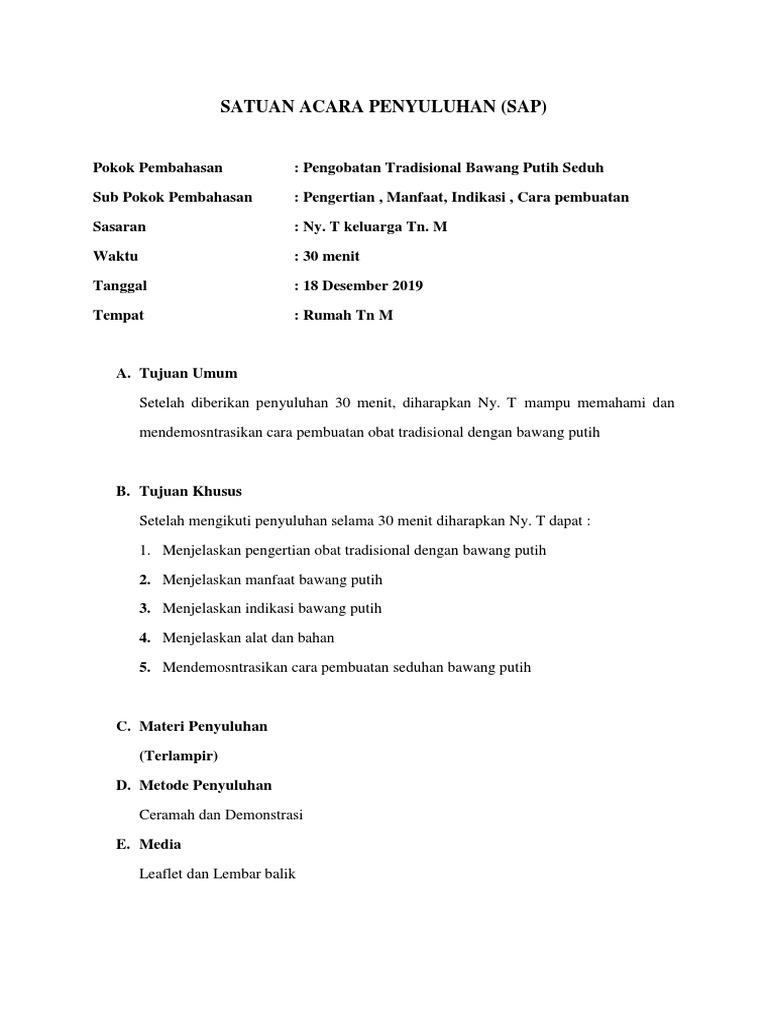 SATUAN ACARA PENYULUHAN (SAP)
Pokok Pembahasan : Pengobatan Tradisional Bawang Putih Seduh
Sub Pokok Pembahasan : Pengertian , Manfaat, Indikasi , Cara pembuatan
Sasaran : Ny. T keluarga Tn. M
Waktu : 30 menit
Tanggal : 18 Desember 2019
Tempat : Rumah Tn M
A. Tujuan Umum
Setelah diberikan penyuluhan 30 menit, diharapkan Ny. T mampu memahami dan
mendemosntrasikan cara pembuatan obat tradisional dengan bawang putih
B. Tujuan Khusus
Setelah mengikuti penyuluhan selama 30 menit diharapkan Ny. T dapat :
1. Menjelaskan pengertian obat tradisional dengan bawang putih
2. Menjelaskan manfaat bawang putih
3. Menjelaskan indikasi bawang putih
4. Menjelaskan alat dan bahan
5. Mendemosntrasikan cara pembuatan seduhan bawang putih
C. Materi Penyuluhan
(Terlampir)
D. Metode Penyuluhan
Ceramah dan Demonstrasi
E. Media
Leaflet dan Lembar balik